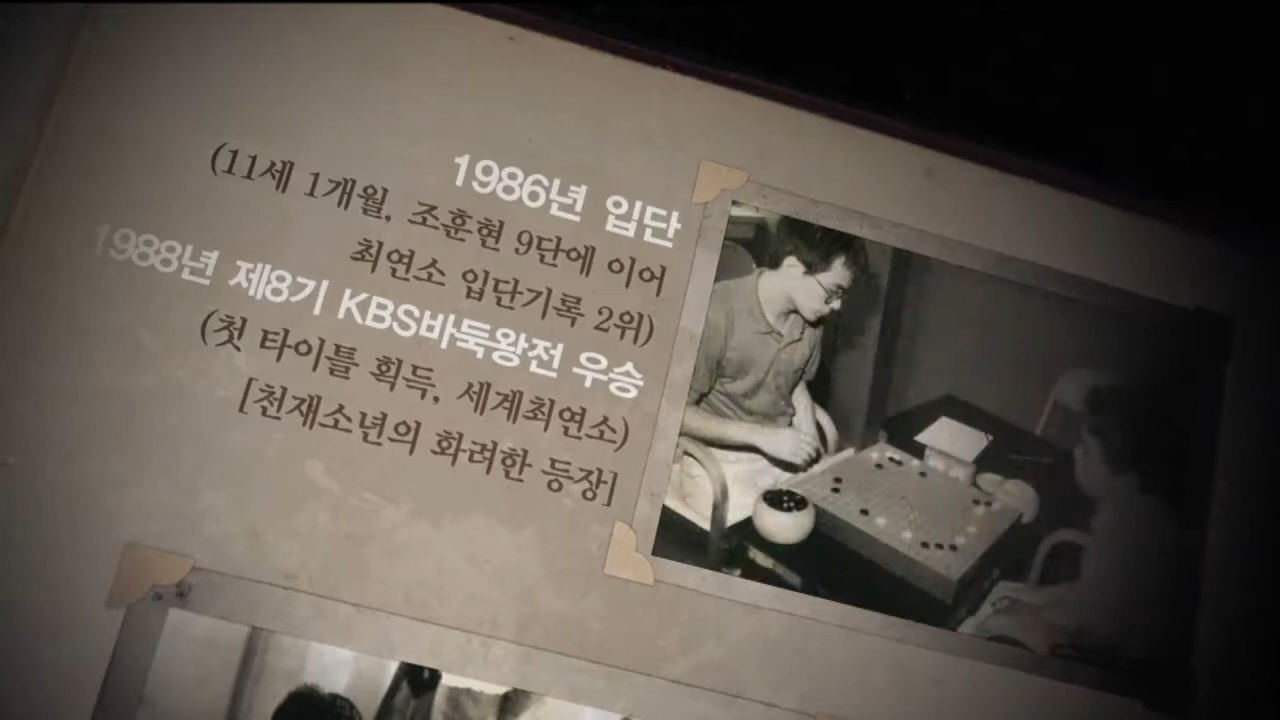 1986년 입단
(11세 1개월, 조훈현 9단에 이어
최연소 입단기록 2위)
1988년 제8기 KBS바둑왕전 우승
(첫 타이틀 획득, 세계최연소)
[천재소년의 화려한 등장]